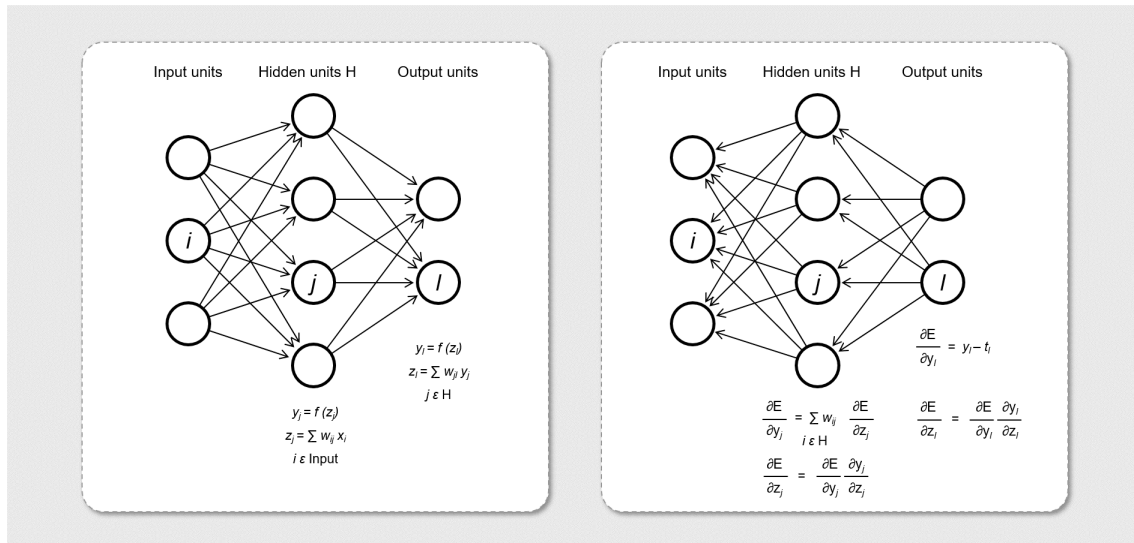 Input units Hidden units H Output units
i
j
l
yₗ = f (zₗ)
zₗ = ∑ wⱼₗ yⱼ
j ε H
yⱼ = f (zⱼ)
zⱼ = ∑ wᵢⱼ xᵢ
i ε Input
Input units Hidden units H Output units
i
j
l
∂E/∂yₗ = yₗ – tₗ
∂E/∂yⱼ = ∑ wᵢⱼ ∂E/∂zⱼ
i ε H
∂E/∂zₗ = ∂E/∂yₗ ∂yₗ/∂zₗ
∂E/∂zⱼ = ∂E/∂yⱼ ∂yⱼ/∂zⱼ